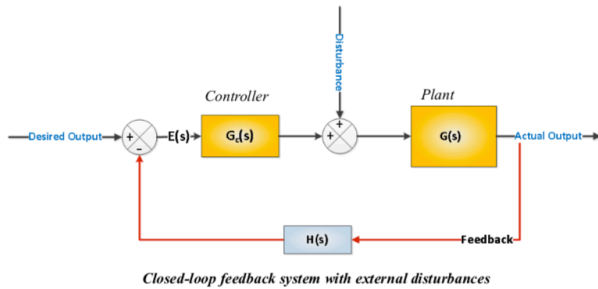 Disturbance
Controller
Plant
Desired Output
+
-
E(s)
Gc(s)
+
+
G(s)
Actual Output
H(s)
Feedback
Closed-loop feedback system with external disturbances